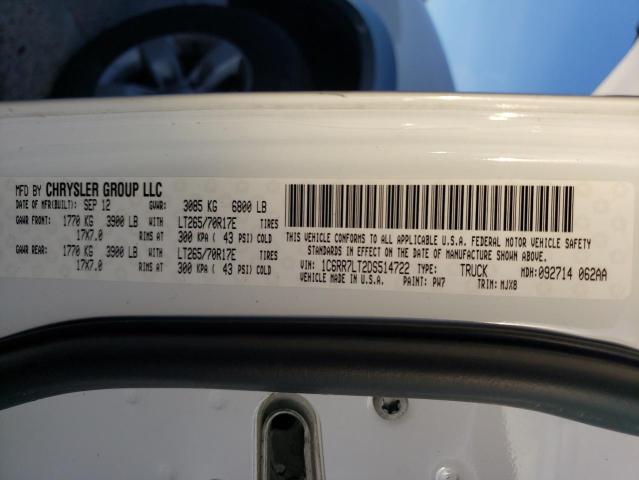 MFD BY CHRYSLER GROUP LLC
DATE OF MFR(BUILT): SEP 12 GVWR: 3085 KG 6800 LB
GAWR FRONT: 1770 KG 3900 LB WITH LT265/70R17E TIRES
17X7.0 RIMS AT 300 KPA ( 43 PSI) COLD
GAWR REAR: 1770 KG 3900 LB WITH LT265/70R17E TIRES
17X7.0 RIMS AT 300 KPA ( 43 PSI) COLD
THIS VEHICLE CONFORMS TO ALL APPLICABLE U.S.A. FEDERAL MOTOR VEHICLE SAFETY
STANDARDS IN EFFECT ON THE DATE OF MANUFACTURE SHOWN ABOVE.
VIN: 1C6RR7LT2DS514722 TYPE: TRUCK MDH: 092714 062AA
VEHICLE MADE IN U.S.A. PAINT: PW7 TRIM: MJX8